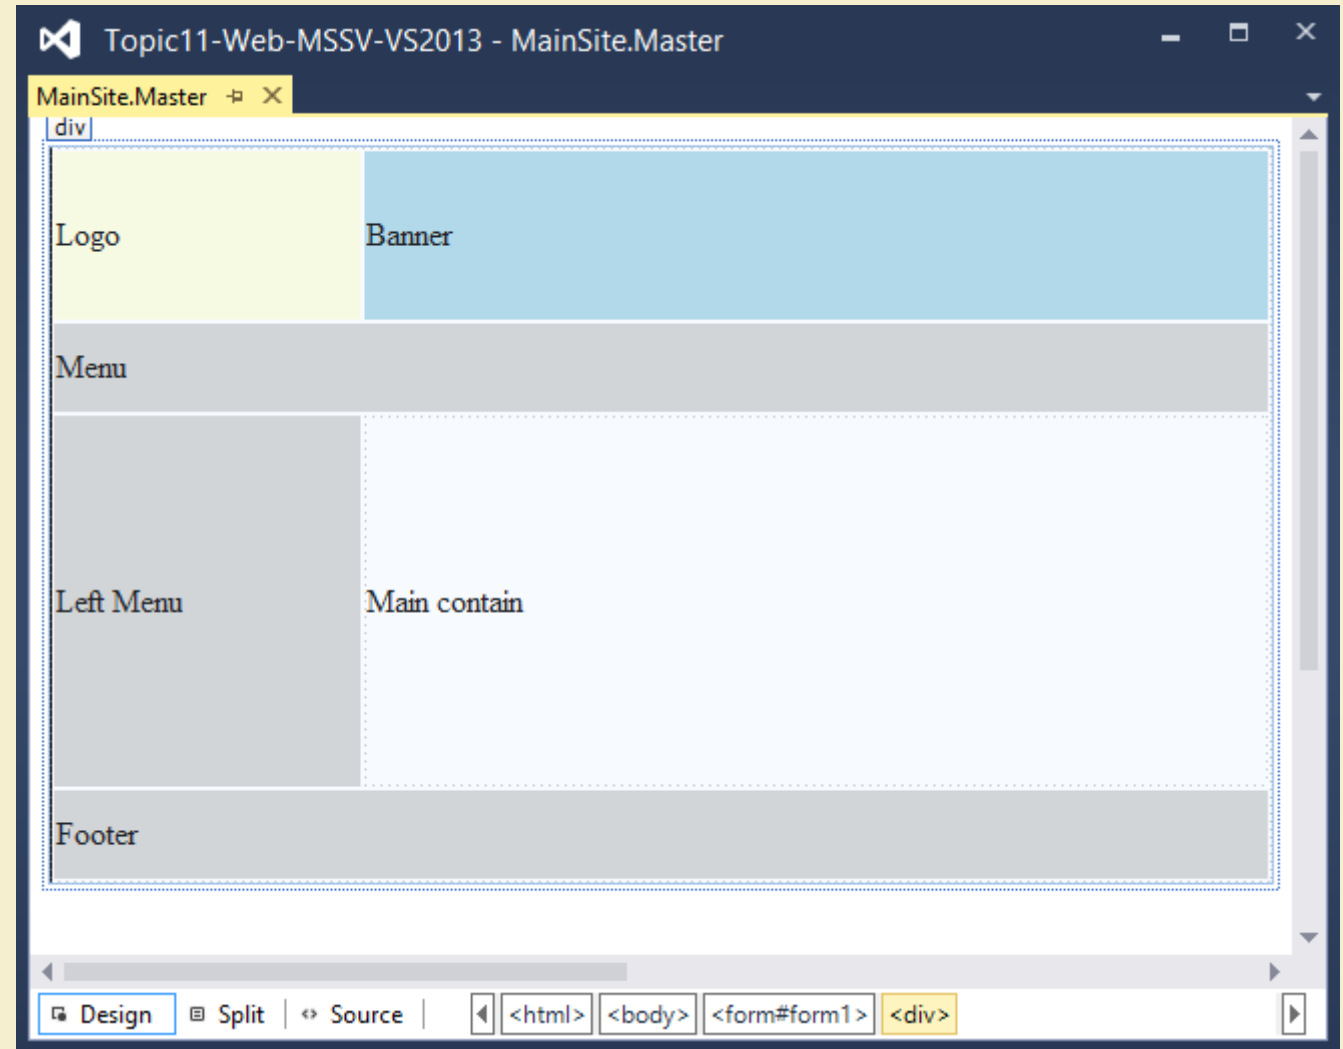 Topic11-Web-MSSV-VS2013 - MainSite.Master
MainSite.Master
div
Logo
Banner
Menu
Left Menu
Main contain
Footer
Design Split Source <html> <body> <form#form1> <div>